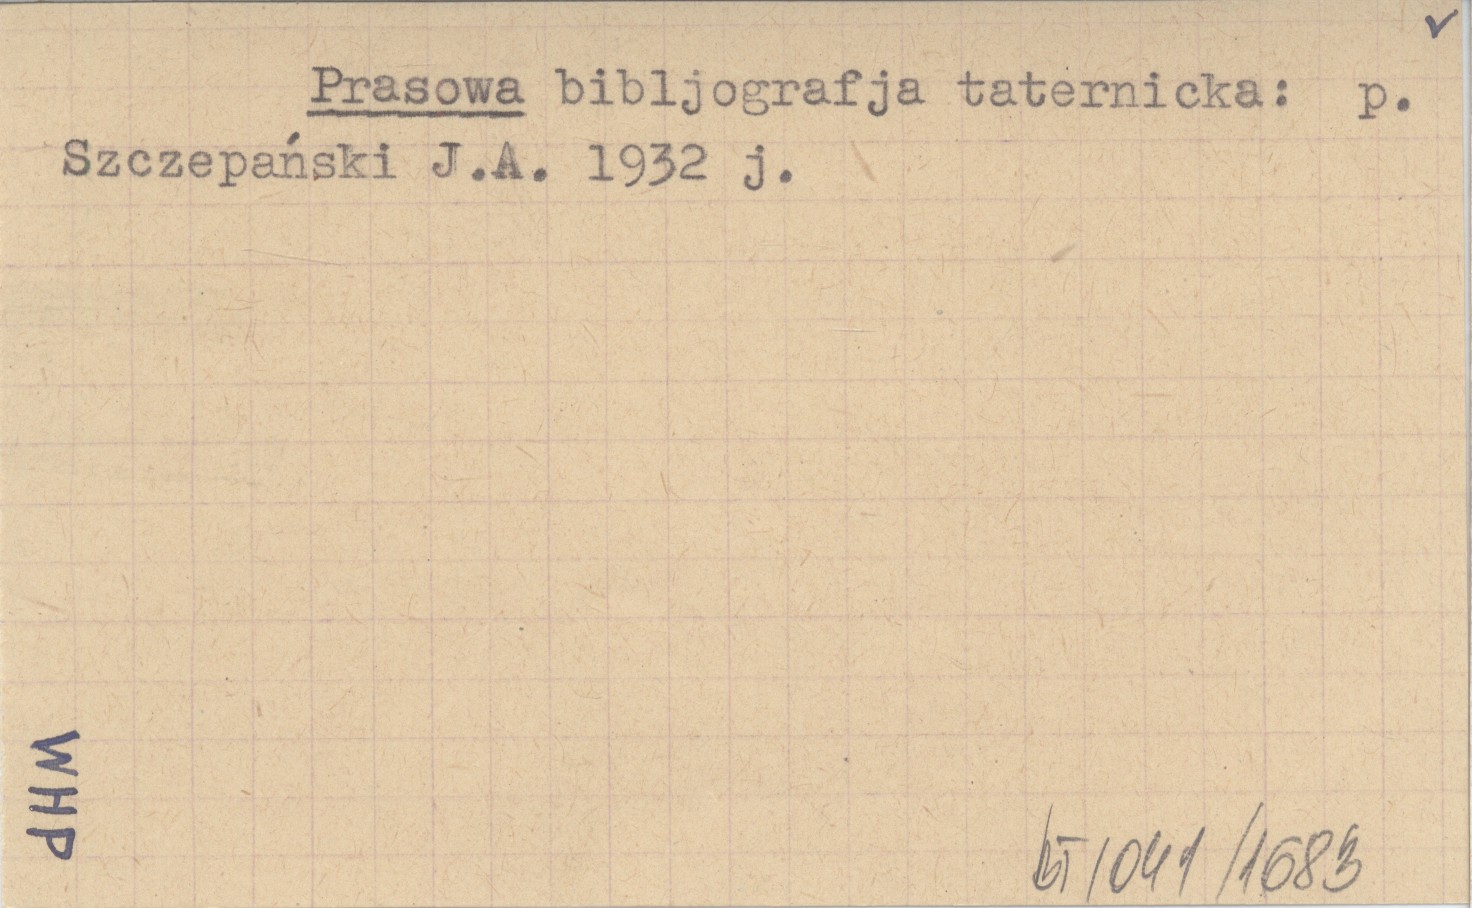 Prasowa bibljografja taternicka: p.
Szczepański J.A. 1932 j.
WHP
BT/041/1683